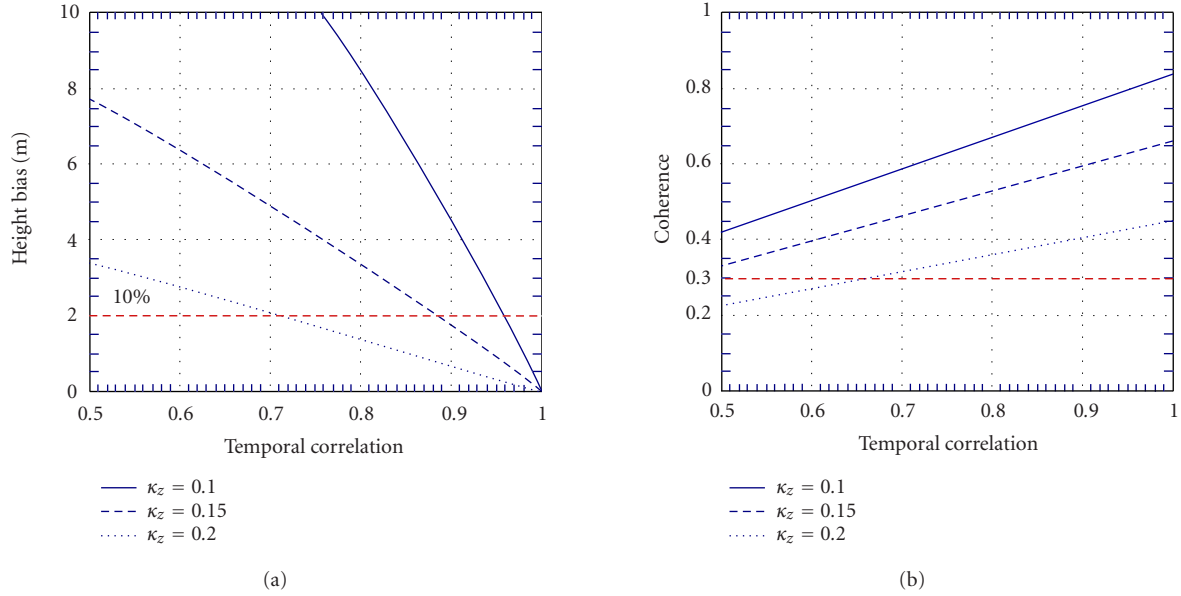 10
8
6
4
2
0
Height bias (m)
10%
0.5 0.6 0.7 0.8 0.9 1
Temporal correlation
κz = 0.1
κz = 0.15
κz = 0.2
(a)
1
0.8
0.6
0.4
0.3
0.2
0
Coherence
0.5 0.6 0.7 0.8 0.9 1
Temporal correlation
κz = 0.1
κz = 0.15
κz = 0.2
(b)